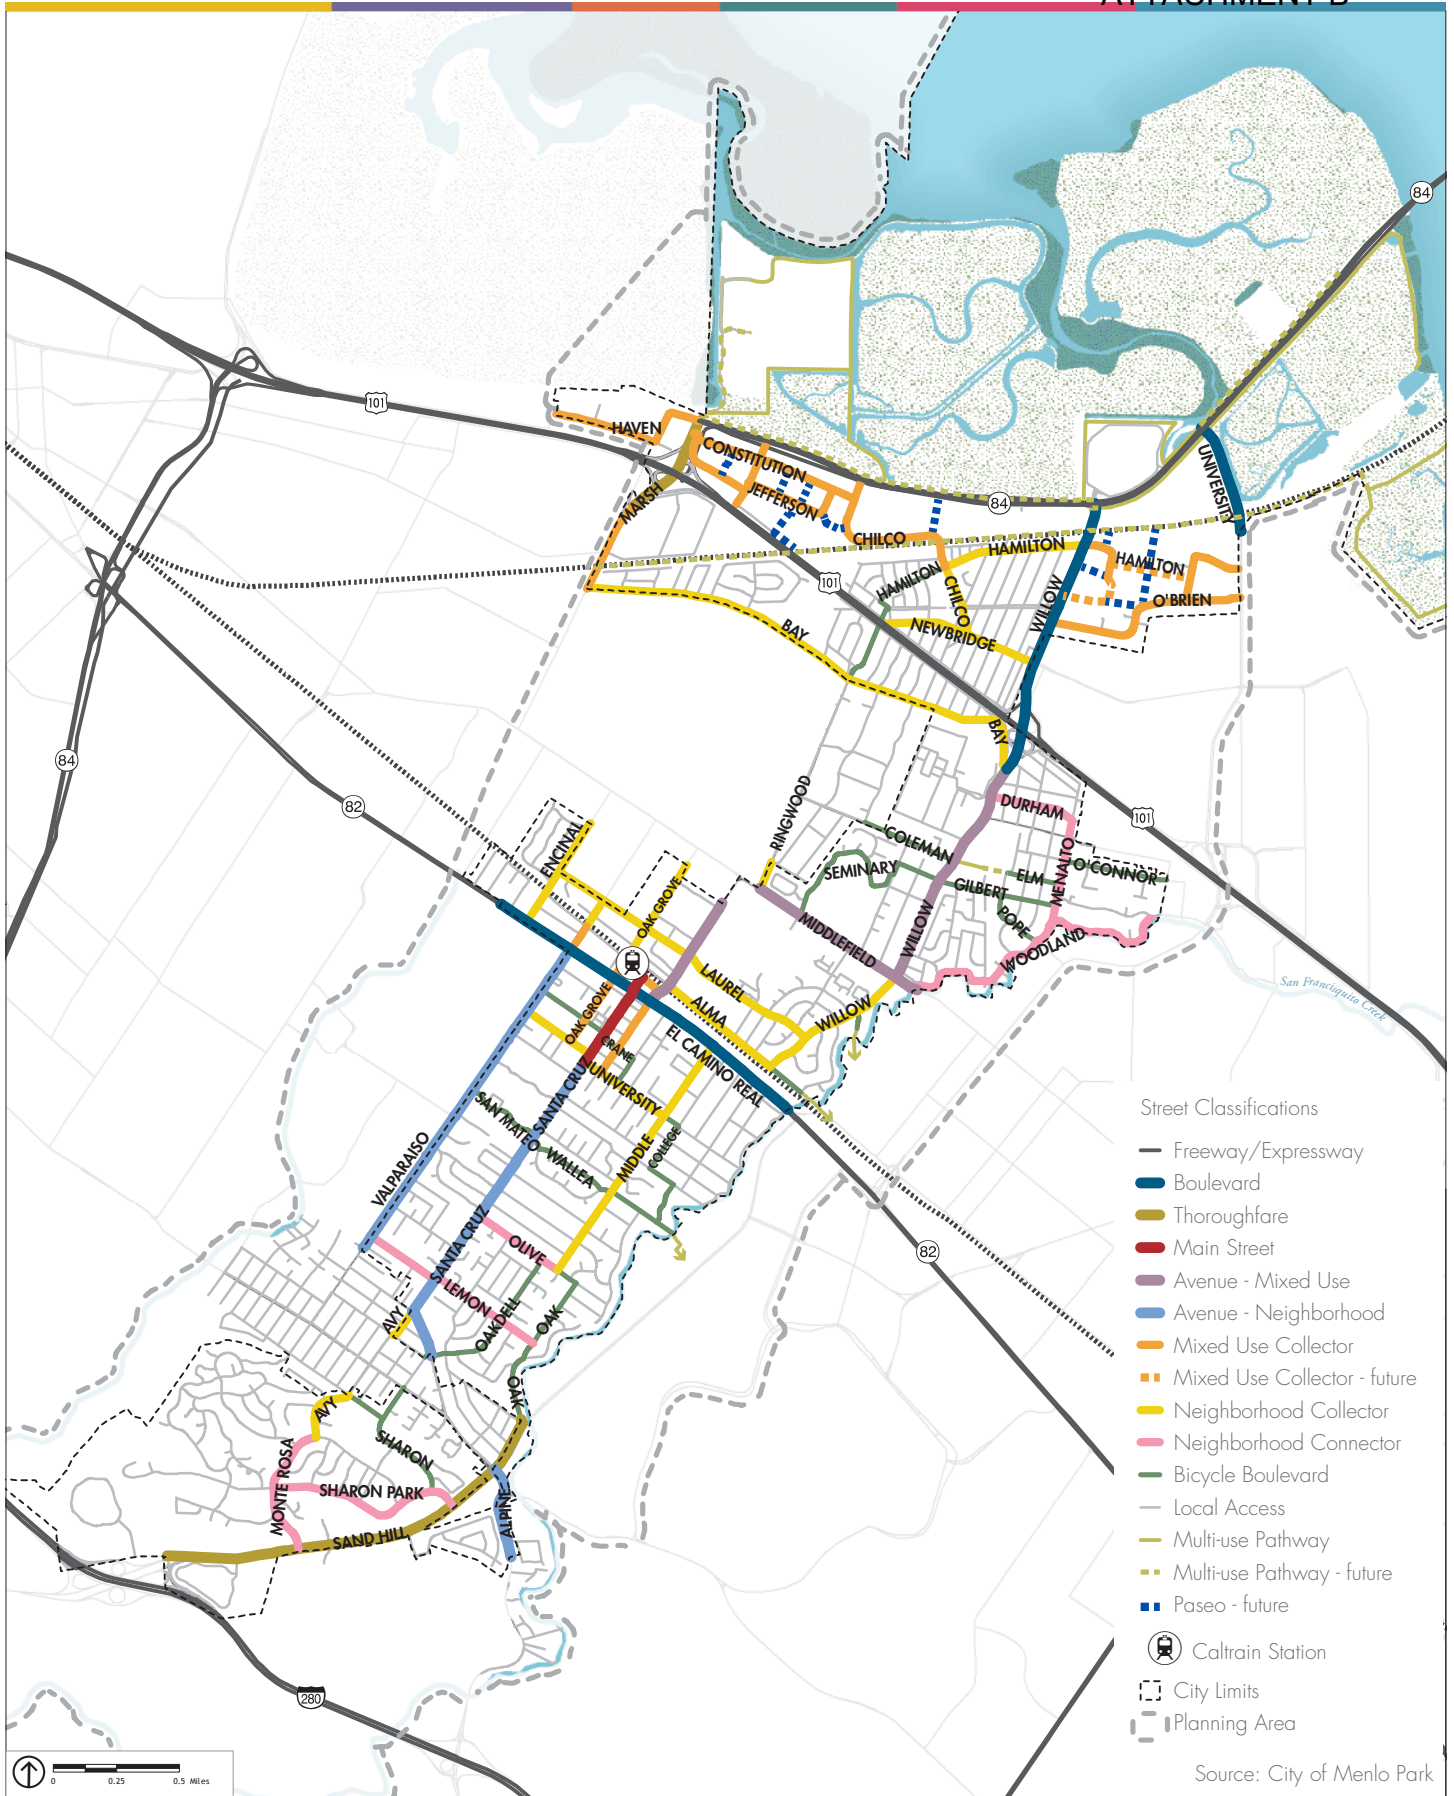 ATTACHMENT B
84
101
HAVEN
CONSTITUTION
JEFFERSON
MARSH
UNIVERSITY
84
CHILCO
HAMILTON
HAMILTON
101
HAMILTON
CHILCO
WILLOW
O'BRIEN
NEWBRIDGE
BAY
BAY
84
82
RINGWOOD
DURHAM
101
ENCINAL
COLEMAN
SEMINARY
ELM
MENALTO
O'CONNOR
GILBERT
OAK GROVE
POPE
WILLOW
MIDDLEFIELD
WOODLAND
LAUREL
San Francisquito Creek
OAK GROVE
ALMA
WILLOW
CRANE
EL CAMINO REAL
SANTA CRUZ
UNIVERSITY
SAN MATEO
WALLEA
MIDDLE
COLLEGE
VALPARAISO
SANTA CRUZ
OLIVE
LEMON
AVY
OAKDELL
OAK
82
OAK
AVY
SHARON
MONTE ROSA
SHARON PARK
SAND HILL
ALPINE
280
Street Classifications
Freeway/Expressway
Boulevard
Thoroughfare
Main Street
Avenue - Mixed Use
Avenue - Neighborhood
Mixed Use Collector
Mixed Use Collector - future
Neighborhood Collector
Neighborhood Connector
Bicycle Boulevard
Local Access
Multi-use Pathway
Multi-use Pathway - future
Paseo - future
Caltrain Station
City Limits
Planning Area
Source: City of Menlo Park
0 0.25 0.5 Miles